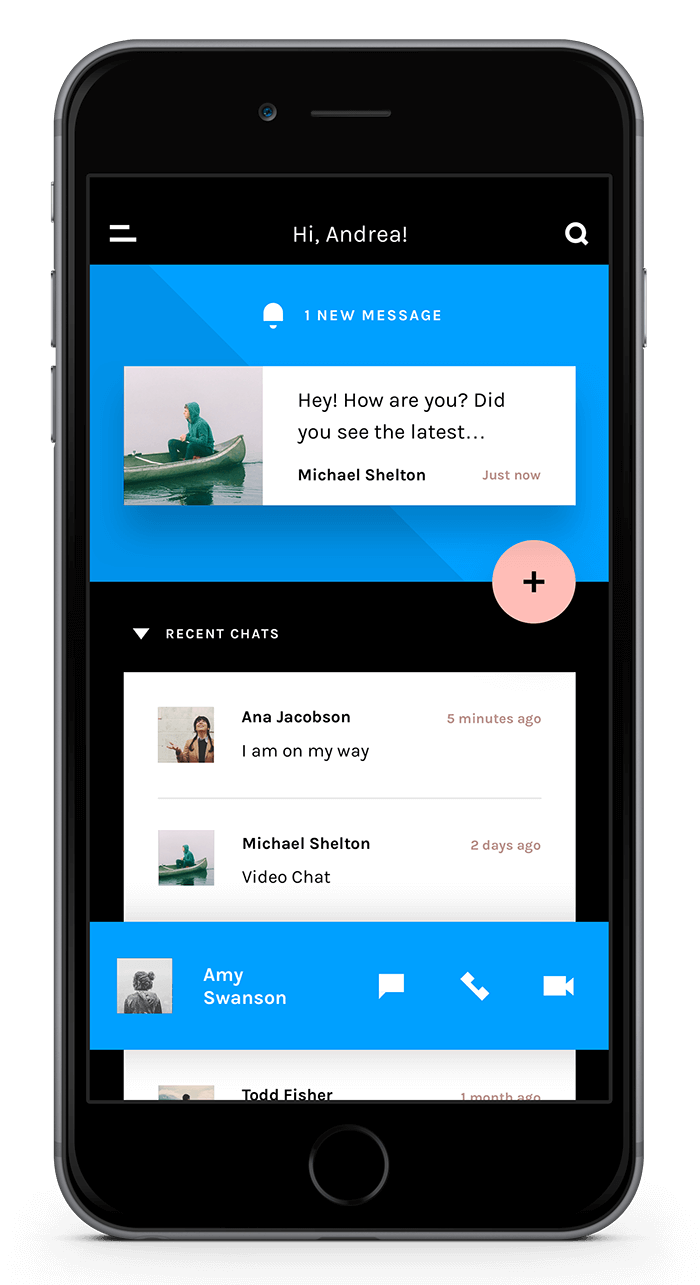 Hi, Andrea!
1 NEW MESSAGE
Hey! How are you? Did
you see the latest...
Michael Shelton Just now
RECENT CHATS
Ana Jacobson 5 minutes ago
I am on my way
Michael Shelton 2 days ago
Video Chat
Amy
Swanson
Todd Fisher 1 month ago